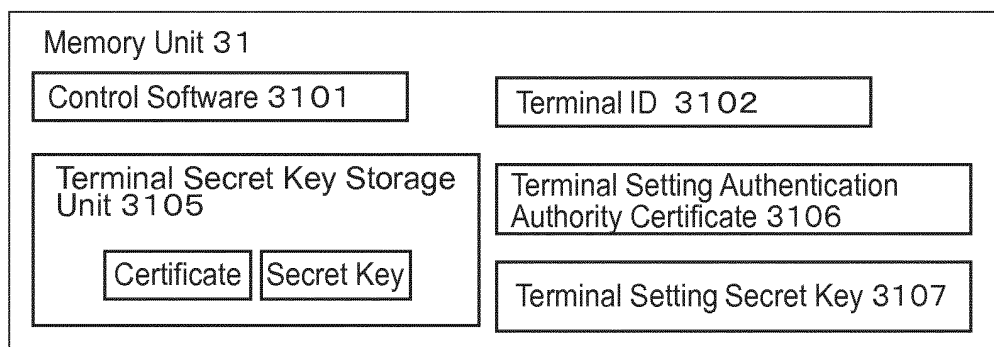 Memory Unit 31
Control Software 3101
Terminal ID 3102
Terminal Secret Key Storage
Unit 3105
Certificate
Secret Key
Terminal Setting Authentication
Authority Certificate 3106
Terminal Setting Secret Key 3107